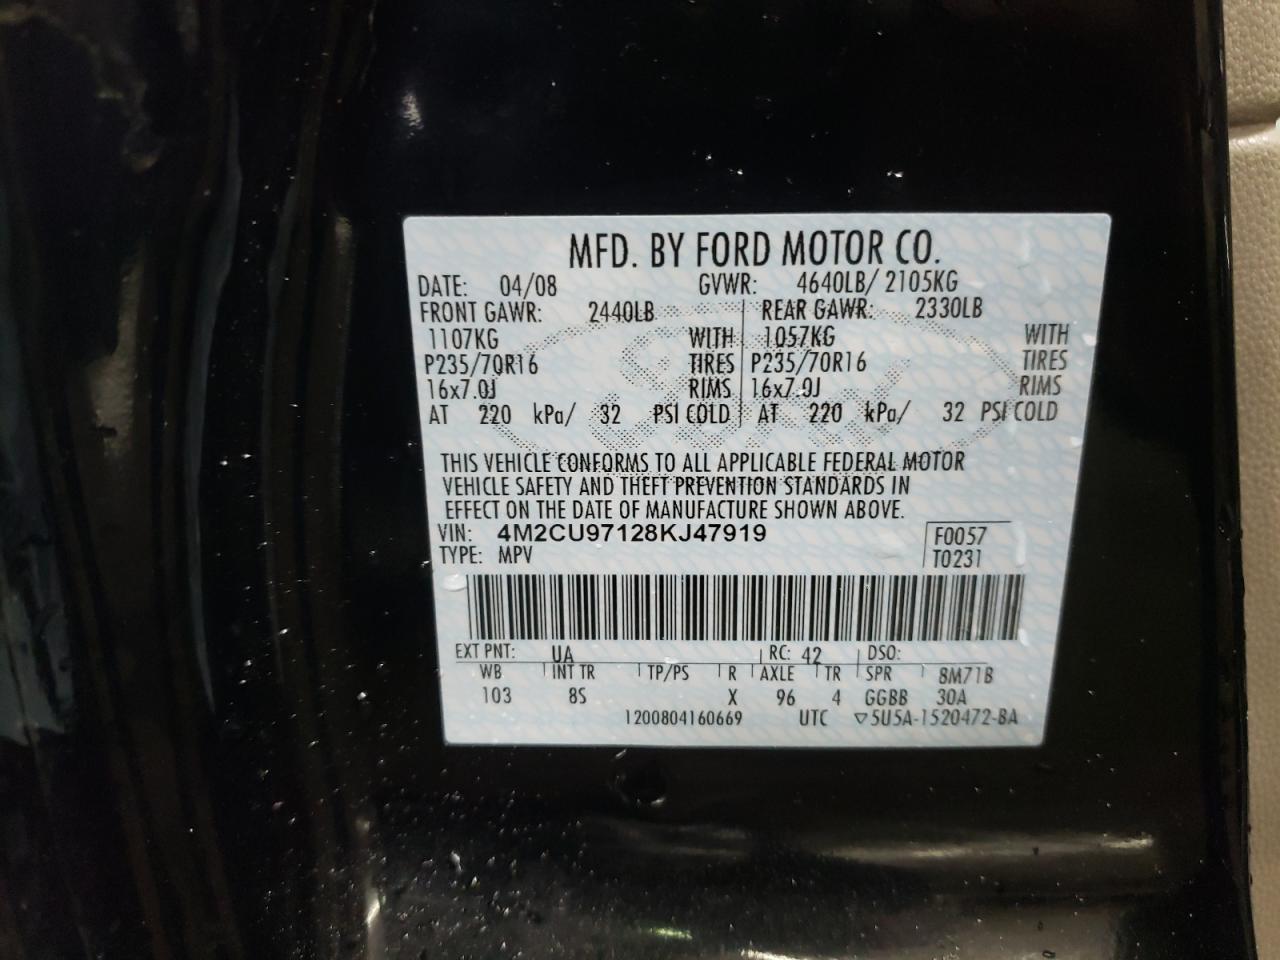 MFD. BY FORD MOTOR CO.
DATE: 04/08 GVWR: 4640LB/ 2105KG
FRONT GAWR: 2440LB REAR GAWR: 2330LB
1107KG WITH 1057KG WITH
P235/70R16 TIRES P235/70R16 TIRES
16x7.0J RIMS 16x7.0J RIMS
AT 220 kPa/ 32 PSI COLD AT 220 kPa/ 32 PSI COLD
THIS VEHICLE CONFORMS TO ALL APPLICABLE FEDERAL MOTOR
VEHICLE SAFETY AND THEFT PREVENTION STANDARDS IN
EFFECT ON THE DATE OF MANUFACTURE SHOWN ABOVE.
VIN: 4M2CU97128KJ47919 F0057
TYPE: MPV T0231
EXT PNT: UA RC: 42 DSO:
WB INT TR TP/PS R AXLE TR SPR 8M71B
103 8S X 96 4 GGBB 30A
1200804160669 UTC ▽5U5A-1520472-BA